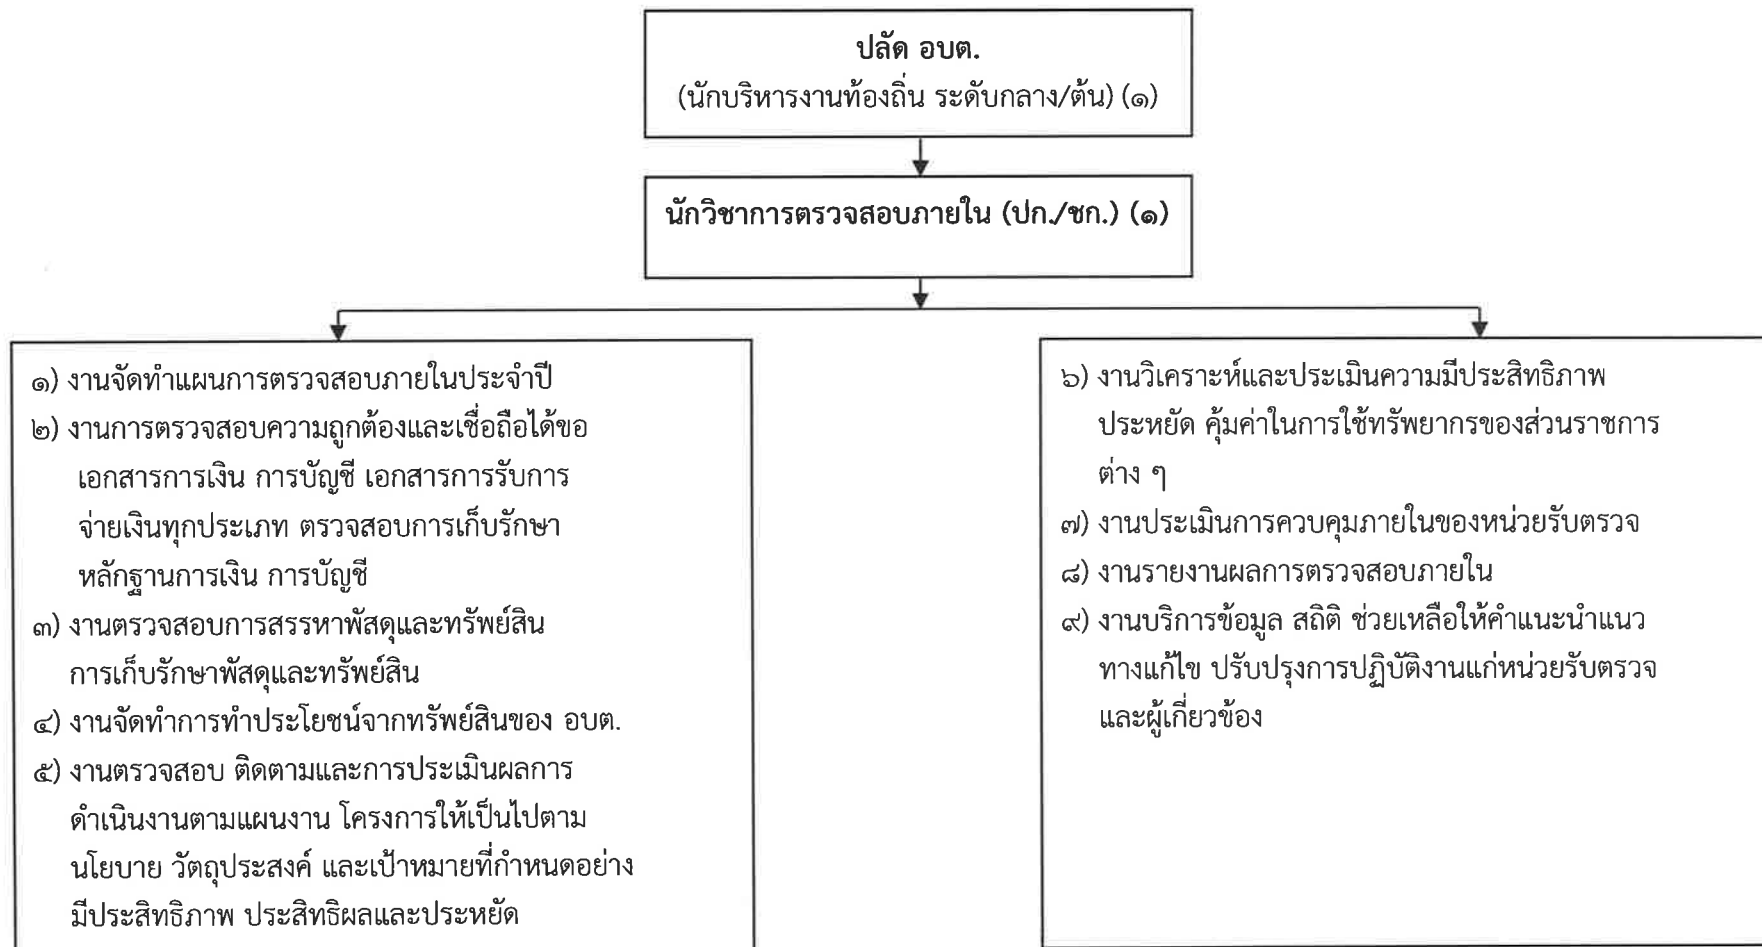 ปลัด อบต.
(นักบริหารงานท้องถิ่น ระดับกลาง/ต้น) (๑)
นักวิชาการตรวจสอบภายใน (ปก./ชก.) (๑)
๑) งานจัดทำแผนการตรวจสอบภายในประจำปี
๒) งานการตรวจสอบความถูกต้องและเชื่อถือได้ขอ
เอกสารการเงิน การบัญชี เอกสารการรับการ
จ่ายเงินทุกประเภท ตรวจสอบการเก็บรักษา
หลักฐานการเงิน การบัญชี
๓) งานตรวจสอบการสรรหาพัสดุและทรัพย์สิน
การเก็บรักษาพัสดุและทรัพย์สิน
๔) งานจัดทำการทำประโยชน์จากทรัพย์สินของ อบต.
๕) งานตรวจสอบ ติดตามและการประเมินผลการ
ดำเนินงานตามแผนงาน โครงการให้เป็นไปตาม
นโยบาย วัตถุประสงค์ และเป้าหมายที่กำหนดอย่าง
มีประสิทธิภาพ ประสิทธิผลและประหยัด
๖) งานวิเคราะห์และประเมินความมีประสิทธิภาพ
ประหยัด คุ้มค่าในการใช้ทรัพยากรของส่วนราชการ
ต่าง ๆ
๗) งานประเมินการควบคุมภายในของหน่วยรับตรวจ
๘) งานรายงานผลการตรวจสอบภายใน
๙) งานบริการข้อมูล สถิติ ช่วยเหลือให้คำแนะนำแนว
ทางแก้ไข ปรับปรุงการปฏิบัติงานแก่หน่วยรับตรวจ
และผู้เกี่ยวข้อง